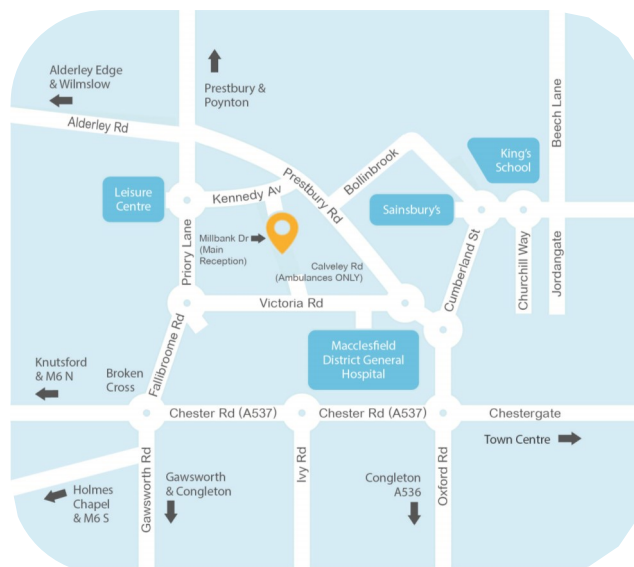 Alderley Edge
& Wilmslow
Prestbury &
Poynton
Alderley Rd
Beech Lane
King's
School
Bollinbrook
Prestbury Rd
Kennedy Av
Leisure
Centre
Sainsbury's
Priory Lane
Millbank Dr
(Main
Reception)
Calveley Rd
(Ambulances ONLY)
Cumberland St
Churchill Way
Jordangate
Victoria Rd
Fallibroome Rd
Macclesfield
District General
Hospital
Knutsford
& M6 N
Broken
Cross
Chester Rd (A537)
Chester Rd (A537)
Chestergate
Town Centre
Gawsworth Rd
Ivy Rd
Oxford Rd
Gawsworth
& Congleton
Congleton
A536
Holmes
Chapel
& M6 S